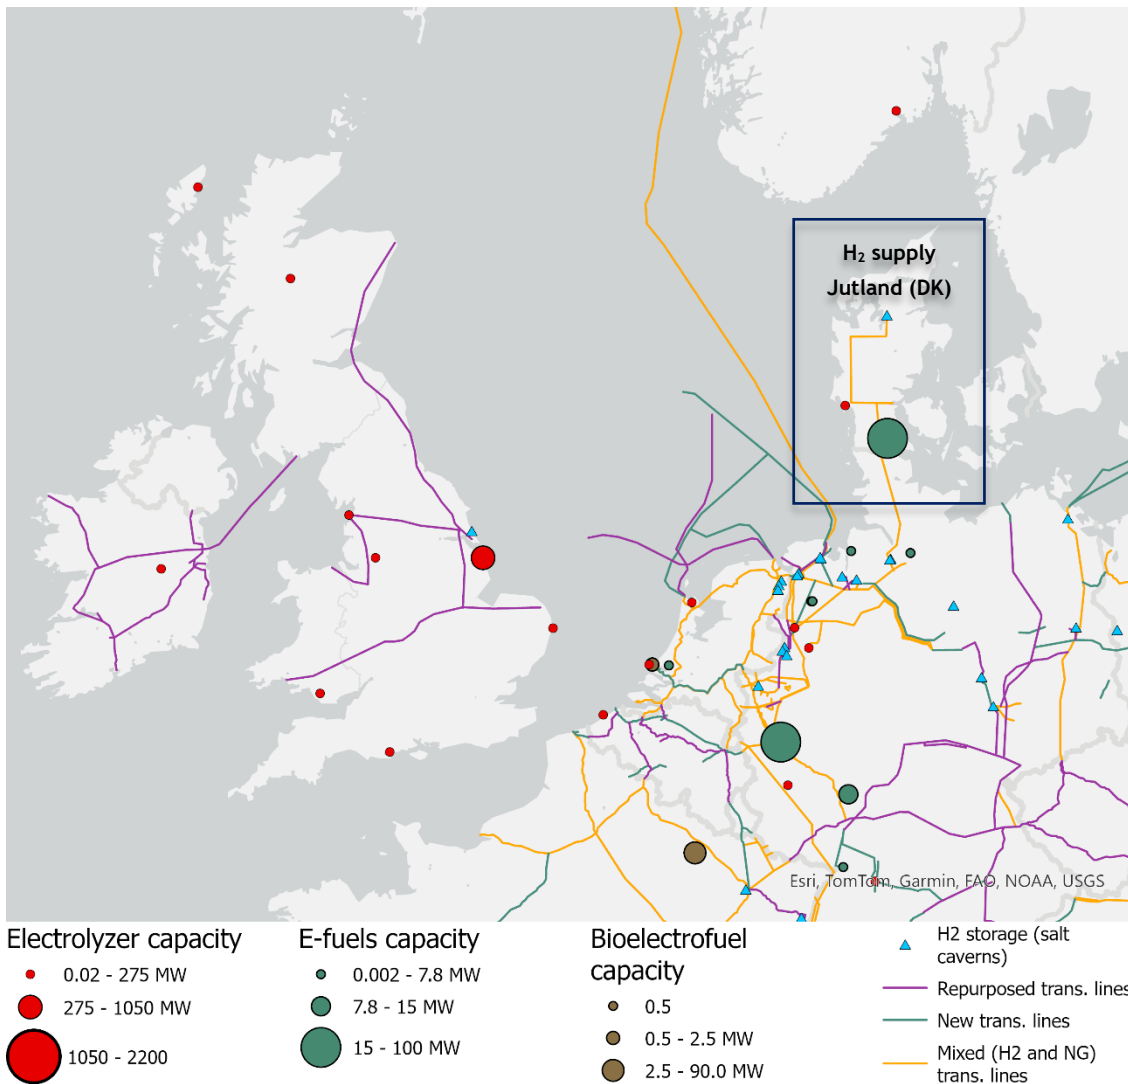 H₂ supply
Jutland (DK)
Esri, TomTom, Garmin, FAO, NOAA, USGS
Electrolyzer capacity
0.02 - 275 MW
275 - 1050 MW
1050 - 2200
E-fuels capacity
0.002 - 7.8 MW
7.8 - 15 MW
15 - 100 MW
Bioelectrofuel
capacity
0.5
0.5 - 2.5 MW
2.5 - 90.0 MW
H2 storage (salt
caverns)
Repurposed trans. lines
New trans. lines
Mixed (H2 and NG)
trans. lines